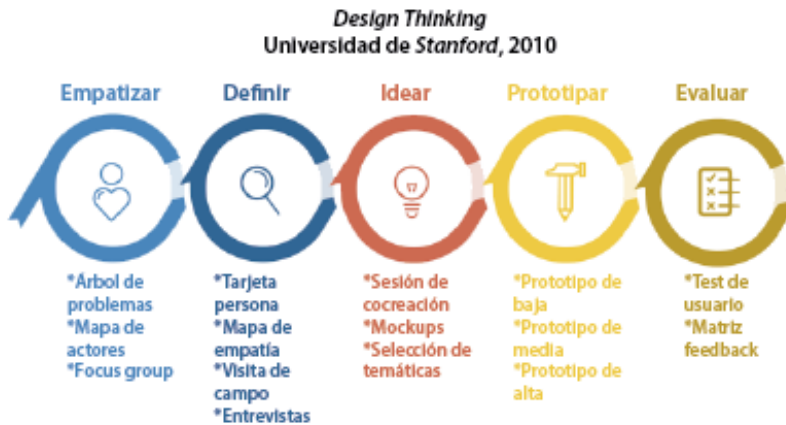 Design Thinking
Universidad de Stanford, 2010
Empatizar
Definir
Idear
Prototipar
Evaluar
*Árbol de
problemas
*Mapa de
actores
*Focus group
*Tarjeta
persona
*Mapa de
empatía
*Visita de
campo
*Entrevistas
*Sesión de
cocreación
*Mockups
*Selección de
temáticas
*Prototipo de
baja
*Prototipo de
media
*Prototipo de
alta
*Test de
usuario
*Matriz
feedback